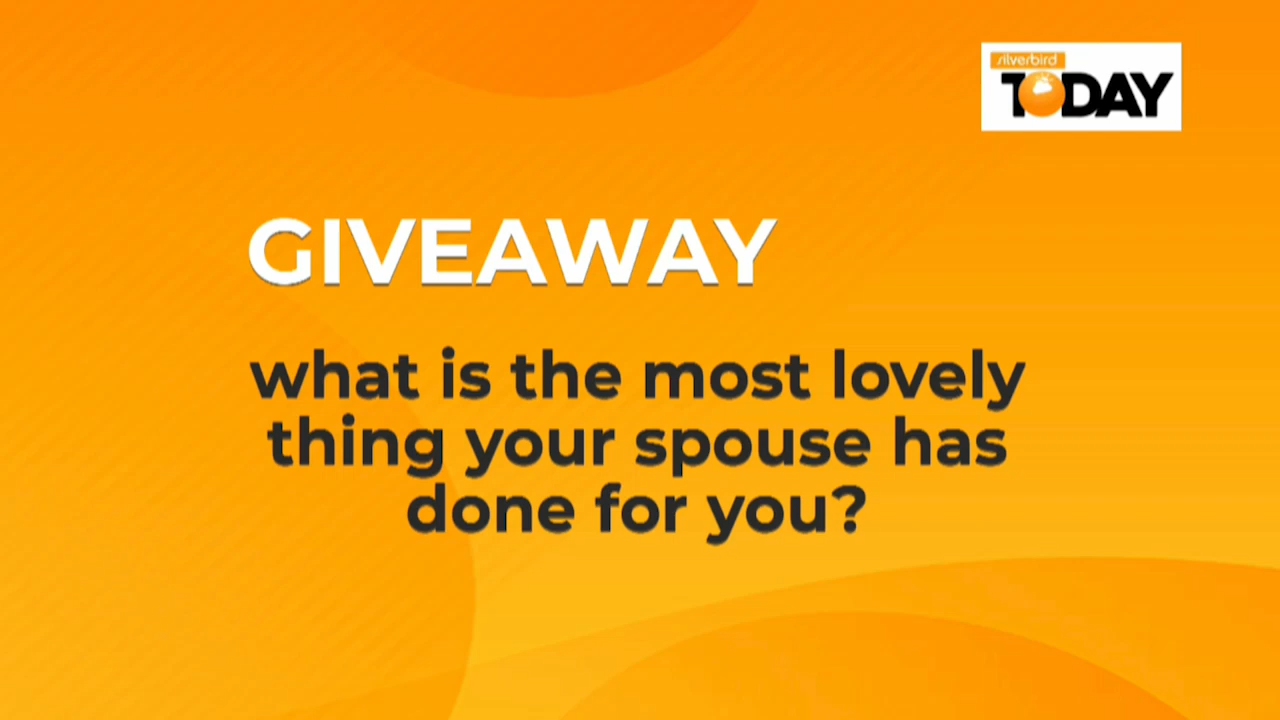 silverbird
TODAY
GIVEAWAY
what is the most lovely
thing your spouse has
done for you?